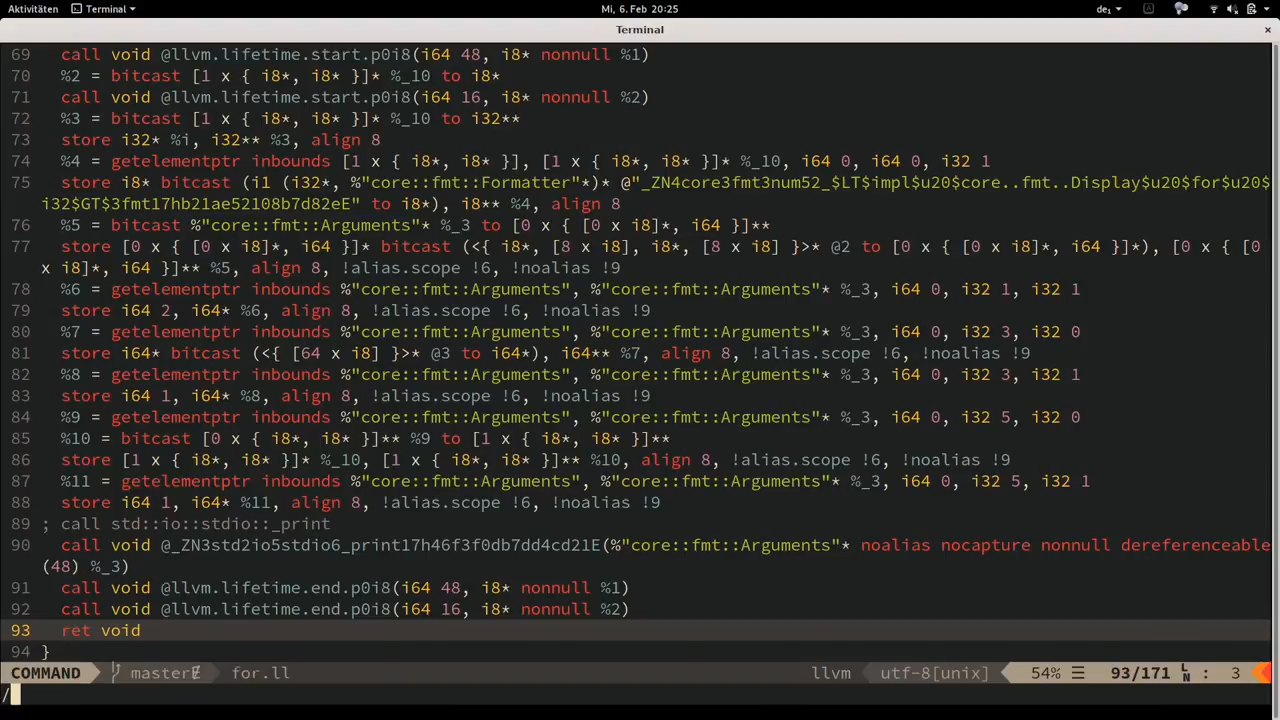 Aktivitäten Terminal Mi, 6. Feb 20:25 de1
Terminal
69 call void @llvm.lifetime.start.p0i8(i64 48, i8* nonnull %1)
70 %2 = bitcast [1 x { i8*, i8* }]* %_10 to i8*
71 call void @llvm.lifetime.start.p0i8(i64 16, i8* nonnull %2)
72 %3 = bitcast [1 x { i8*, i8* }]* %_10 to i32**
73 store i32* %i, i32** %3, align 8
74 %4 = getelementptr inbounds [1 x { i8*, i8* }], [1 x { i8*, i8* }]* %_10, i64 0, i64 0, i32 1
75 store i8* bitcast (i1 (i32*, %"core::fmt::Formatter"*)* @"_ZN4core3fmt3num52_$LT$impl$u20$core..fmt..Display$u20$for$u20$
i32$GT$3fmt17hb21ae52108b7d82eE" to i8*), i8** %4, align 8
76 %5 = bitcast %"core::fmt::Arguments"* %_3 to [0 x { [0 x i8]*, i64 }]**
77 store [0 x { [0 x i8]*, i64 }]* bitcast (<{ i8*, [8 x i8], i8*, [8 x i8] }>* @2 to [0 x { [0 x i8]*, i64 }]*), [0 x { [0
x i8]*, i64 }]** %5, align 8, !alias.scope !6, !noalias !9
78 %6 = getelementptr inbounds %"core::fmt::Arguments", %"core::fmt::Arguments"* %_3, i64 0, i32 1, i32 1
79 store i64 2, i64* %6, align 8, !alias.scope !6, !noalias !9
80 %7 = getelementptr inbounds %"core::fmt::Arguments", %"core::fmt::Arguments"* %_3, i64 0, i32 3, i32 0
81 store i64* bitcast (<{ [64 x i8] }>* @3 to i64*), i64** %7, align 8, !alias.scope !6, !noalias !9
82 %8 = getelementptr inbounds %"core::fmt::Arguments", %"core::fmt::Arguments"* %_3, i64 0, i32 3, i32 1
83 store i64 1, i64* %8, align 8, !alias.scope !6, !noalias !9
84 %9 = getelementptr inbounds %"core::fmt::Arguments", %"core::fmt::Arguments"* %_3, i64 0, i32 5, i32 0
85 %10 = bitcast [0 x { i8*, i8* }]** %9 to [1 x { i8*, i8* }]**
86 store [1 x { i8*, i8* }]* %_10, [1 x { i8*, i8* }]** %10, align 8, !alias.scope !6, !noalias !9
87 %11 = getelementptr inbounds %"core::fmt::Arguments", %"core::fmt::Arguments"* %_3, i64 0, i32 5, i32 1
88 store i64 1, i64* %11, align 8, !alias.scope !6, !noalias !9
89 ; call std::io::stdio::_print
90 call void @_ZN3std2io5stdio6_print17h46f3f0db7dd4cd21E(%"core::fmt::Arguments"* noalias nocapture nonnull dereferenceable
(48) %_3)
91 call void @llvm.lifetime.end.p0i8(i64 48, i8* nonnull %1)
92 call void @llvm.lifetime.end.p0i8(i64 16, i8* nonnull %2)
93 ret void
94 }
COMMAND master for.ll llvm utf-8[unix] 54% ☰ 93/171 LN : 3
/